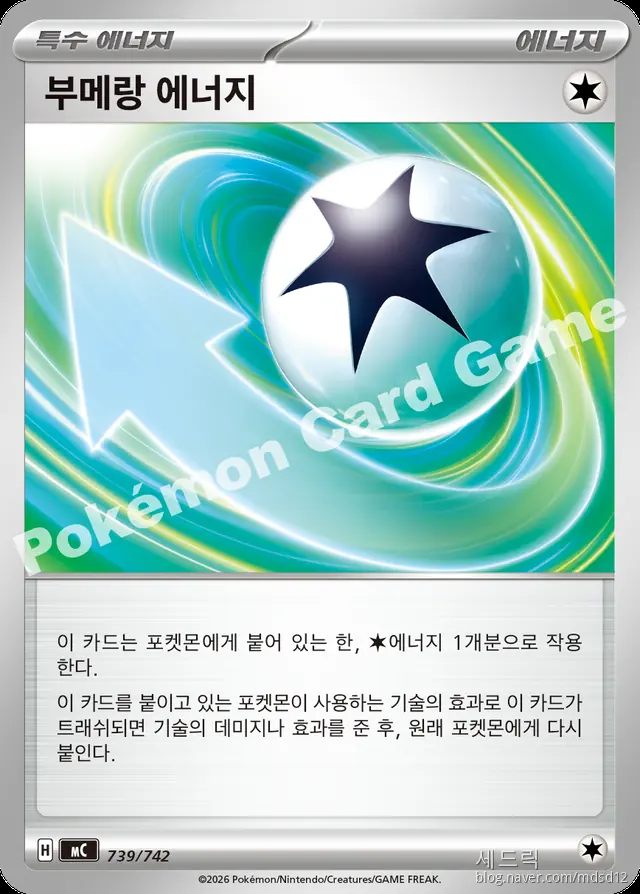 특수 에너지
에너지
부메랑 에너지
Pokémon Card Game
이 카드는 포켓몬에게 붙어 있는 한, ✶에너지 1개분으로 작용
한다.
이 카드를 붙이고 있는 포켓몬이 사용하는 기술의 효과로 이 카드가
트래쉬되면 기술의 데미지나 효과를 준 후, 원래 포켓몬에게 다시
붙인다.
H MC 739/742
세드릭
blog.naver.com/mdsd12
©2026 Pokémon/Nintendo/Creatures/GAME FREAK.